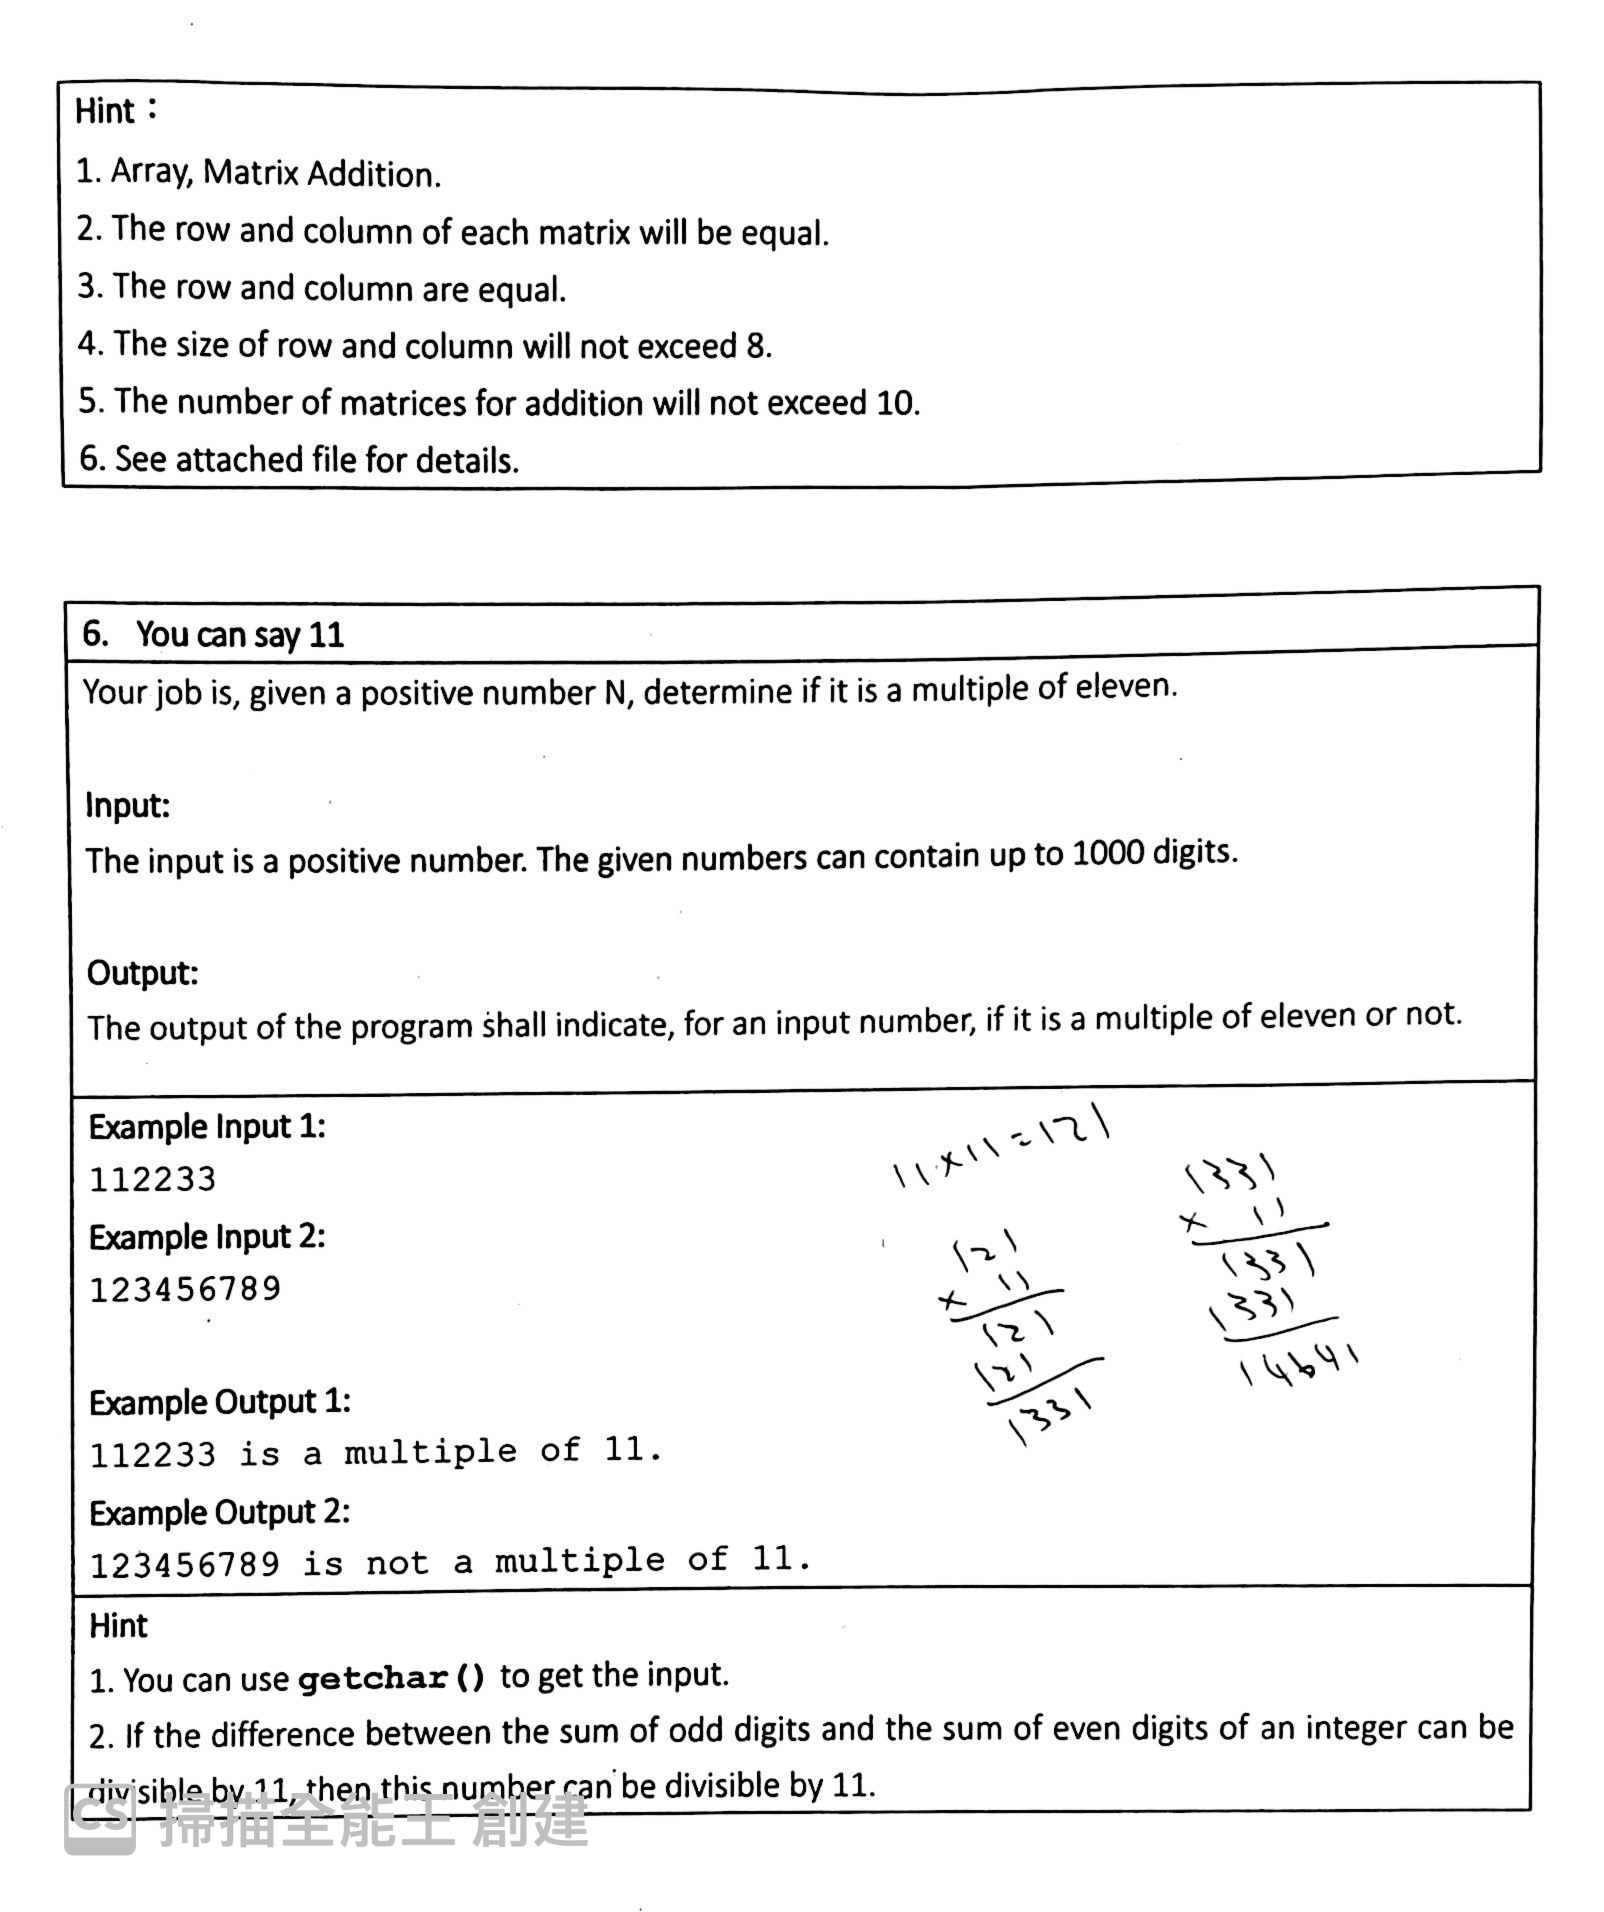 Hint：
1. Array, Matrix Addition.
2. The row and column of each matrix will be equal.
3. The row and column are equal.
4. The size of row and column will not exceed 8.
5. The number of matrices for addition will not exceed 10.
6. See attached file for details.
6. You can say 11
Your job is, given a positive number N, determine if it is a multiple of eleven.
Input:
The input is a positive number. The given numbers can contain up to 1000 digits.
Output:
The output of the program shall indicate, for an input number, if it is a multiple of eleven or not.
Example Input 1:
112233
Example Input 2:
123456789
Example Output 1:
112233 is a multiple of 11.
Example Output 2:
123456789 is not a multiple of 11.
11×11=121
121
× 11
121
121
1331
1331
× 11
1331
1331
14641
Hint
1. You can use getchar() to get the input.
2. If the difference between the sum of odd digits and the sum of even digits of an integer can be
divisible by 11, then this number can be divisible by 11.
CS 掃描全能王 創建